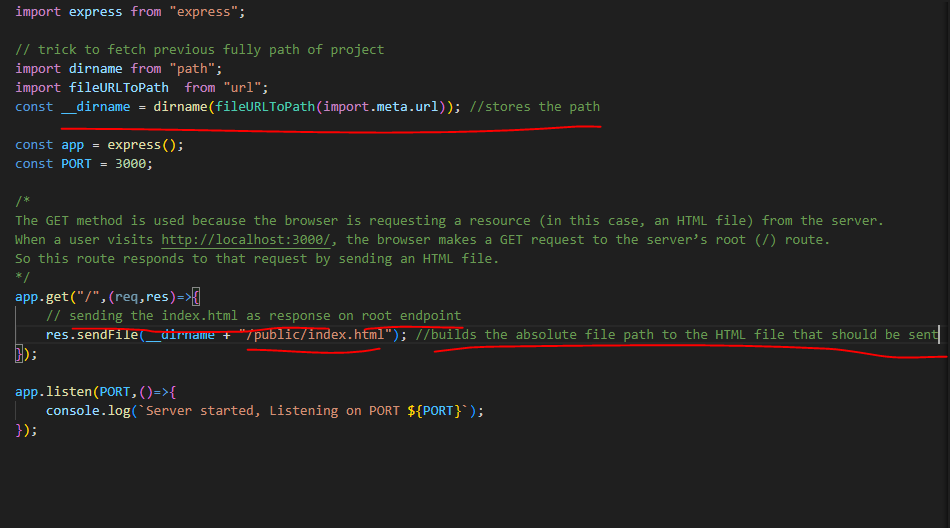 import express from "express";
// trick to fetch previous fully path of project
import dirname from "path";
import fileURLToPath  from "url";
const __dirname = dirname(fileURLToPath(import.meta.url)); //stores the path
const app = express();
const PORT = 3000;
/*
The GET method is used because the browser is requesting a resource (in this case, an HTML file) from the server.
When a user visits http://localhost:3000/, the browser makes a GET request to the server’s root (/) route.
So this route responds to that request by sending an HTML file.
*/
app.get("/",(req,res)=>{
    // sending the index.html as response on root endpoint
    res.sendFile(__dirname + "/public/index.html"); //builds the absolute file path to the HTML file that should be sent
});
app.listen(PORT,()=>{
    console.log(`Server started, Listening on PORT ${PORT}`);
});